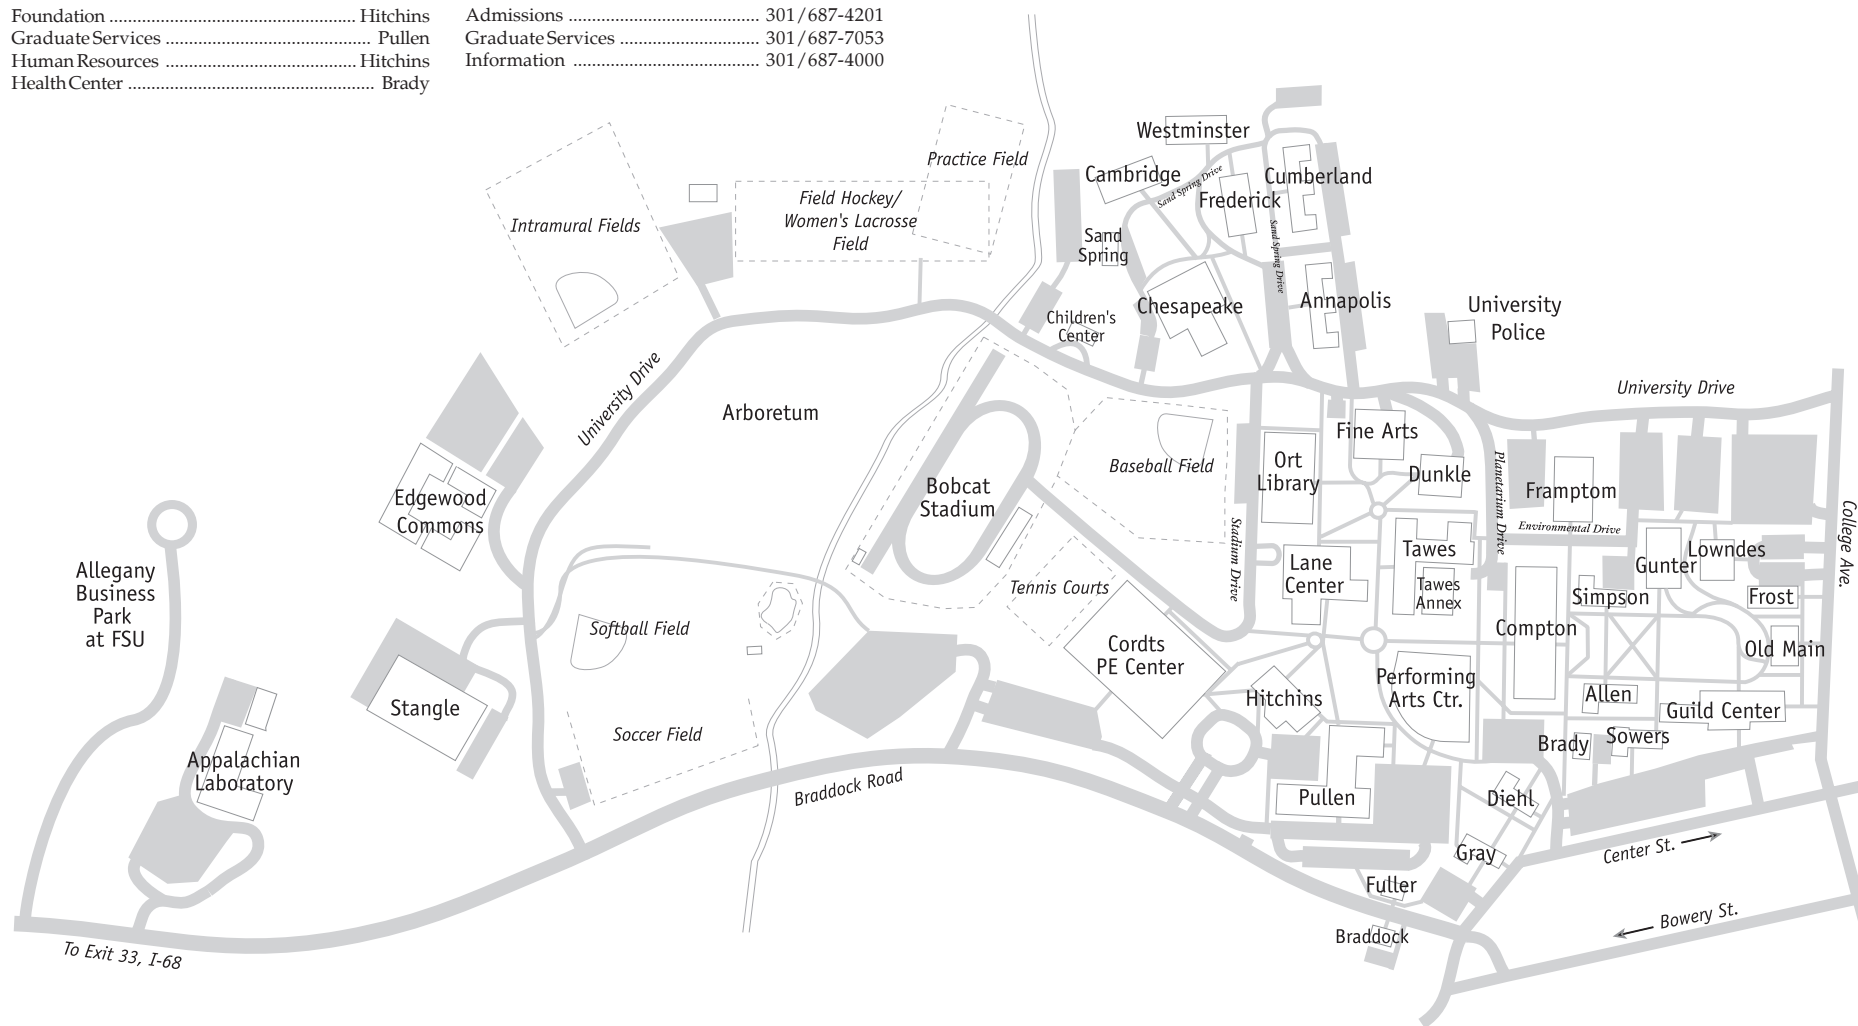 Foundation ..................................................... Hitchins
Graduate Services ............................................ Pullen
Human Resources ......................................... Hitchins
Health Center ..................................................... Brady
Admissions ......................................... 301/687-4201
Graduate Services .............................. 301/687-7053
Information ........................................ 301/687-4000
Westminster
Cambridge
Sand Spring Drive
Cumberland
Frederick
Sand
Spring
Sand Spring Drive
Chesapeake
Annapolis
Children's
Center
University
Police
Practice Field
Field Hockey/
Women's Lacrosse
Field
Intramural Fields
University Drive
Arboretum
University Drive
Fine Arts
Dunkle
Ort
Library
Baseball Field
Bobcat
Stadium
Edgewood
Commons
Planetarium Drive
Framptom
Environmental Drive
College Ave.
Stadium Drive
Tawes
Tawes
Annex
Lane
Center
Gunter
Lowndes
Simpson
Frost
Compton
Old Main
Allegany
Business
Park
at FSU
Tennis Courts
Softball Field
Cordts
PE Center
Hitchins
Performing
Arts Ctr.
Allen
Guild Center
Stangle
Soccer Field
Brady
Sowers
Appalachian
Laboratory
Braddock Road
Pullen
Diehl
Gray
Center St.
Fuller
Braddock
Bowery St.
To Exit 33, I-68